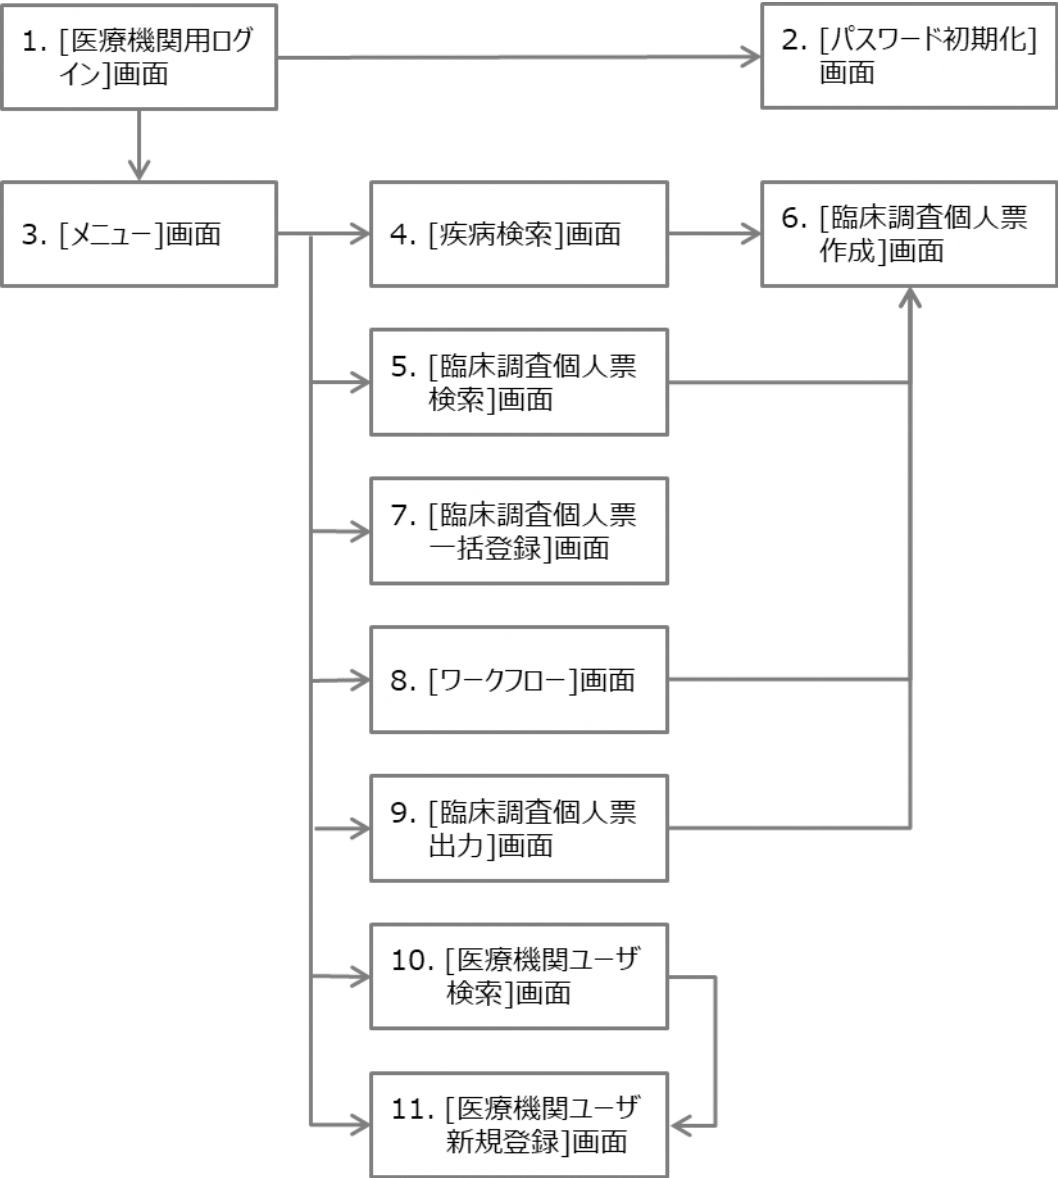 1. [医療機関用ログ
イン]画面
2. [パスワード初期化]
画面
3. [メニュー]画面
4. [疾病検索]画面
6. [臨床調査個人票
作成]画面
5. [臨床調査個人票
検索]画面
7. [臨床調査個人票
一括登録]画面
8. [ワークフロー]画面
9. [臨床調査個人票
出力]画面
10. [医療機関ユーザ
検索]画面
11. [医療機関ユーザ
新規登録]画面